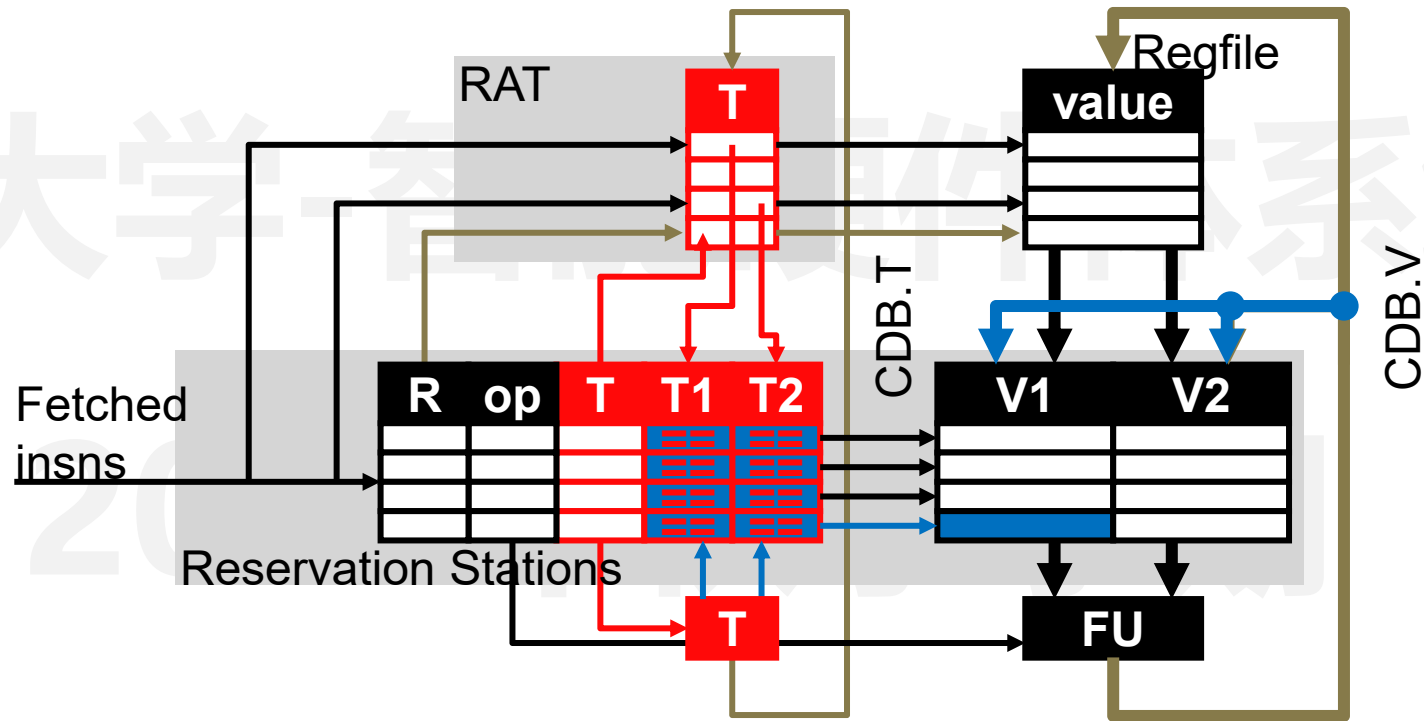 RAT
T
Regfile
value
CDB.T
CDB.V
Fetched
insns
R op T T1 T2
V1 V2
Reservation Stations
T
FU